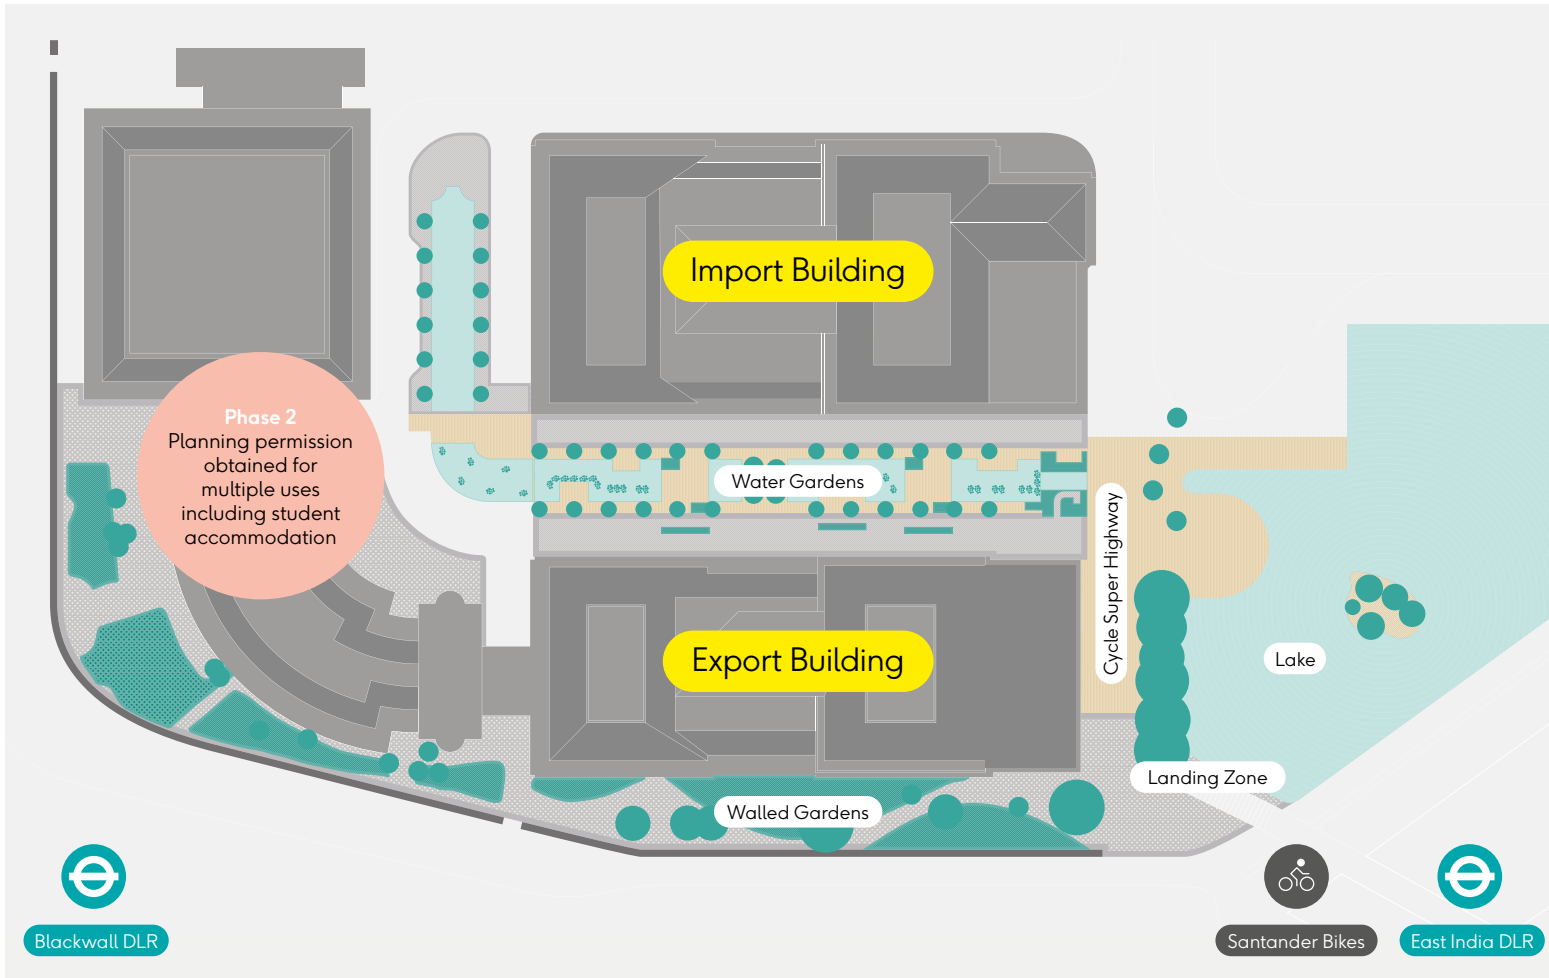 Import Building
Phase 2
Planning permission
obtained for
multiple uses
including student
accommodation
Water Gardens
Cycle Super Highway
Export Building
Lake
Landing Zone
Walled Gardens
Blackwall DLR
Santander Bikes
East India DLR